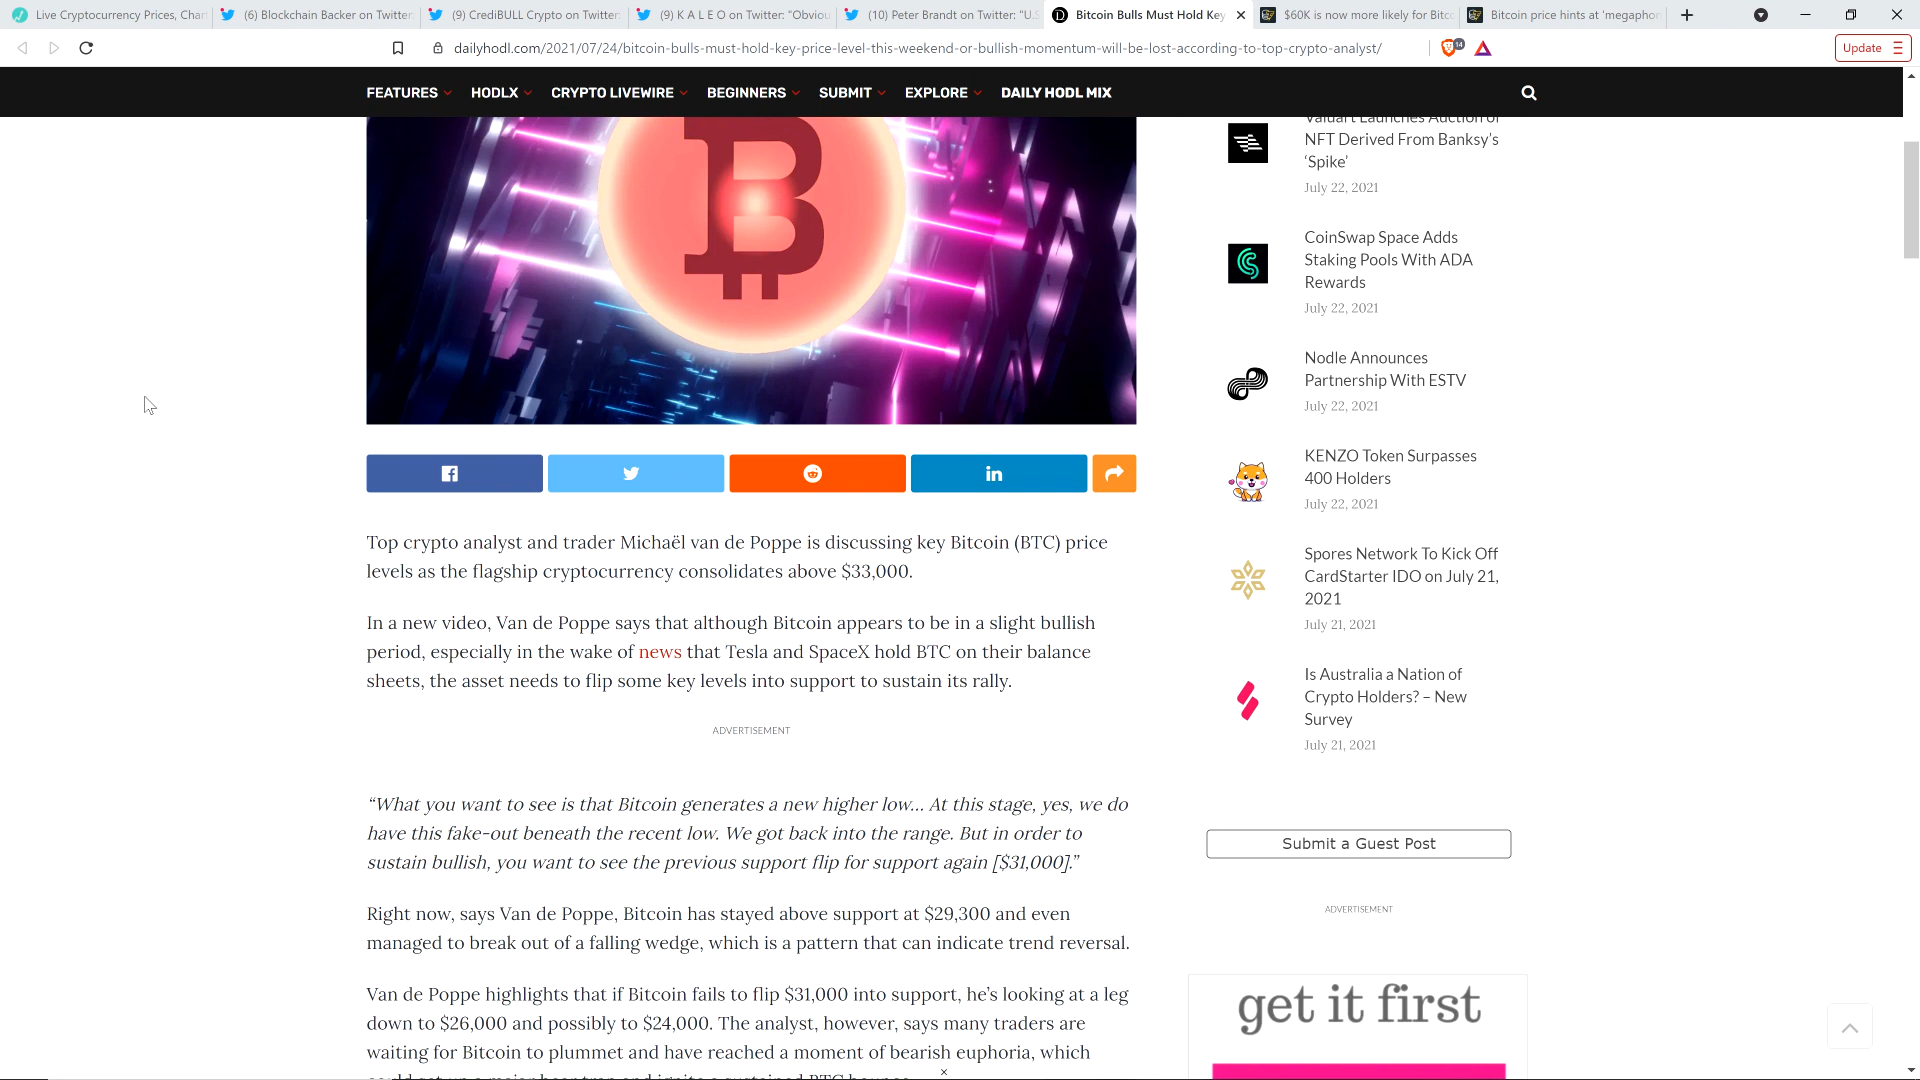 Live Cryptocurrency Prices, Char
(6) Blockchain Backer on Twitter
(9) CrediBULL Crypto on Twitter:
(9) K A L E O on Twitter: "Obviou
(10) Peter Brandt on Twitter: "U.S
Bitcoin Bulls Must Hold Key
$60K is now more likely for Bitc
Bitcoin price hints at 'megaphon
dailyhodl.com/2021/07/24/bitcoin-bulls-must-hold-key-price-level-this-weekend-or-bullish-momentum-will-be-lost-according-to-top-crypto-analyst/
14
Update
FEATURES HODLX CRYPTO LIVEWIRE BEGINNERS SUBMIT EXPLORE DAILY HODL MIX
Top crypto analyst and trader Michaël van de Poppe is discussing key Bitcoin (BTC) price
levels as the flagship cryptocurrency consolidates above $33,000.
In a new video, Van de Poppe says that although Bitcoin appears to be in a slight bullish
period, especially in the wake of news that Tesla and SpaceX hold BTC on their balance
sheets, the asset needs to flip some key levels into support to sustain its rally.
ADVERTISEMENT
“What you want to see is that Bitcoin generates a new higher low… At this stage, yes, we do
have this fake-out beneath the recent low. We got back into the range. But in order to
sustain bullish, you want to see the previous support flip for support again [$31,000].”
Right now, says Van de Poppe, Bitcoin has stayed above support at $29,300 and even
managed to break out of a falling wedge, which is a pattern that can indicate trend reversal.
Van de Poppe highlights that if Bitcoin fails to flip $31,000 into support, he’s looking at a leg
down to $26,000 and possibly to $24,000. The analyst, however, says many traders are
waiting for Bitcoin to plummet and have reached a moment of bearish euphoria, which
Valuart Launches Auction of
NFT Derived From Banksy’s
‘Spike’
July 22, 2021
CoinSwap Space Adds
Staking Pools With ADA
Rewards
July 22, 2021
Nodle Announces
Partnership With ESTV
July 22, 2021
KENZO Token Surpasses
400 Holders
July 22, 2021
Spores Network To Kick Off
CardStarter IDO on July 21,
2021
July 21, 2021
Is Australia a Nation of
Crypto Holders? – New
Survey
July 21, 2021
Submit a Guest Post
ADVERTISEMENT
get it first